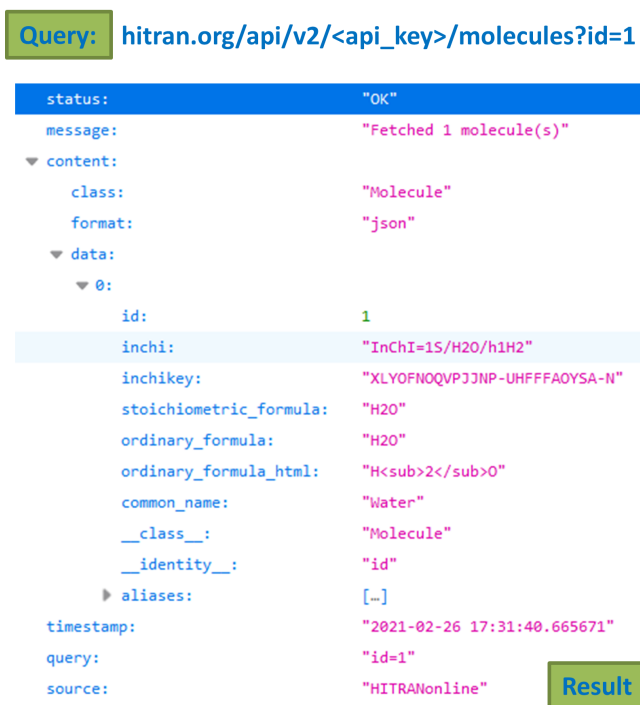 Query: hitran.org/api/v2/<api_key>/molecules?id=1
status: "OK"
message: "Fetched 1 molecule(s)"
content:
class: "Molecule"
format: "json"
data:
0:
id: 1
inchi: "InChI=1S/H2O/h1H2"
inchikey: "XLYOFNOQVPJJNP-UHFFFAOYSA-N"
stoichiometric_formula: "H2O"
ordinary_formula: "H2O"
ordinary_formula_html: "H<sub>2</sub>O"
common_name: "Water"
__class__: "Molecule"
__identity__: "id"
aliases: […]
timestamp: "2021-02-26 17:31:40.665671"
query: "id=1"
source: "HITRANonline"
Result